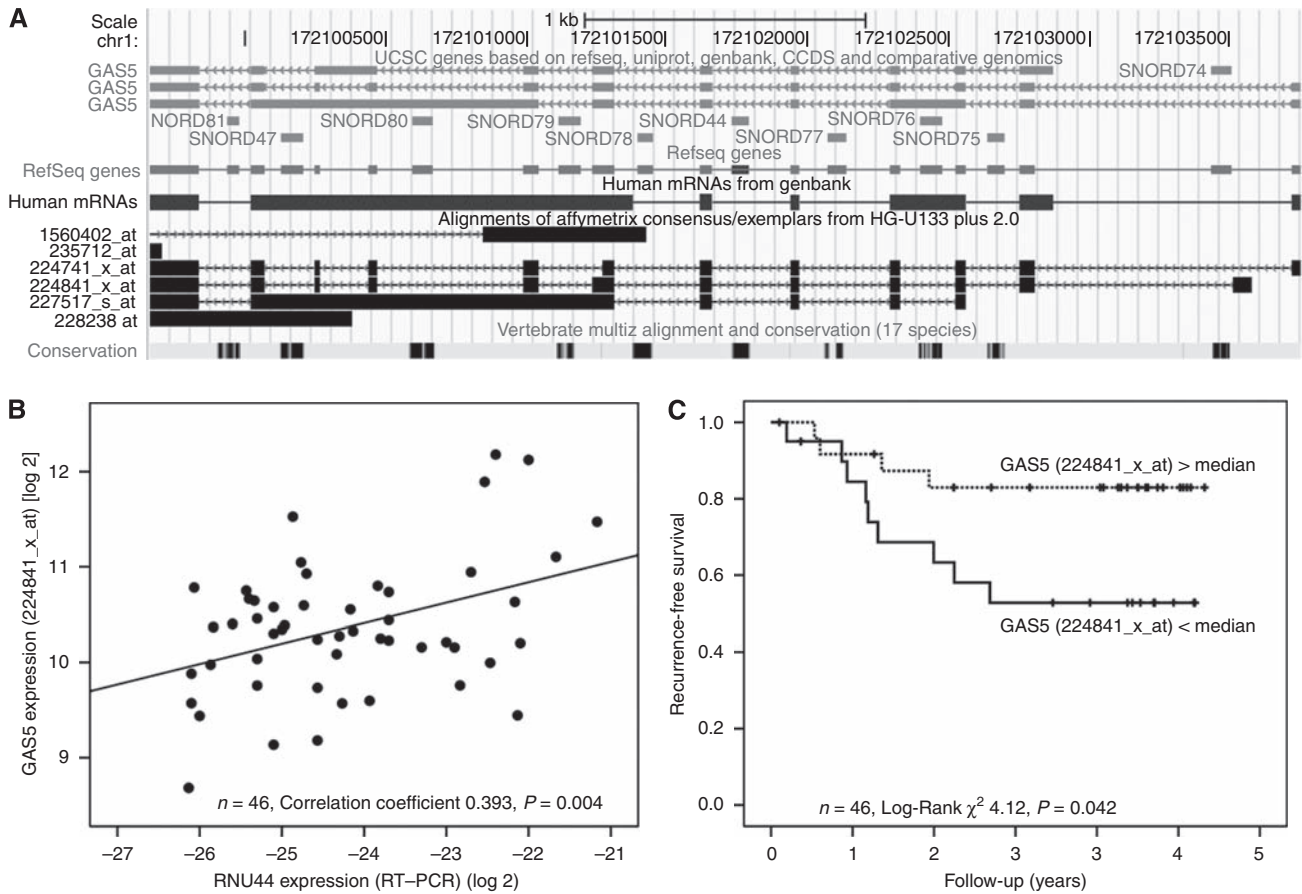 A
Scale
1 kb
chr1:
172100500
172101000
172101500
172102000
172102500
172103000
172103500
UCSC genes based on refseq, uniprot, genbank, CCDS and comparative genomics
GAS5
SNORD74
GAS5
GAS5
NORD81
SNORD80
SNORD79
SNORD44
SNORD76
SNORD47
SNORD78
SNORD77
SNORD75
Refseq genes
RefSeq genes
Human mRNAs from genbank
Human mRNAs
Alignments of affymetrix consensus/exemplars from HG-U133 plus 2.0
1560402_at
235712_at
224741_x_at
224841_x_at
227517_s_at
228238 at
Vertebrate multiz alignment and conservation (17 species)
Conservation
B
GAS5 expression (224841_x_at) [log 2]
12
11
10
9
n = 46, Correlation coefficient 0.393, P = 0.004
–27
–26
–25
–24
–23
–22
–21
RNU44 expression (RT–PCR) (log 2)
C
Recurrence-free survival
1.0
0.8
0.6
0.4
0.2
0.0
GAS5 (224841_x_at) > median
GAS5 (224841_x_at) < median
n = 46, Log-Rank χ² 4.12, P = 0.042
0
1
2
3
3
4
5
Follow-up (years)